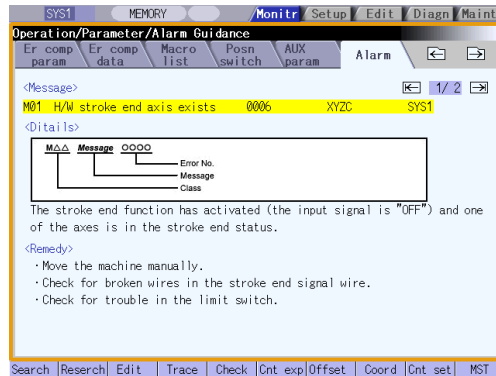 SYS1 MEMORY Monitr Setup Edit Diagn Maint
Operation/Parameter/Alarm Guidance
Er comp param Er comp data Macro list Posn switch AUX param Alarm ← →
<Message> ← 1/ 2 →
M01 H/W stroke end axis exists 0006 XYZC SYS1
<Ditails>
M△△ Message ○○○○
Error No.
Message
Class
The stroke end function has activated (the input signal is "OFF") and one
of the axes is in the stroke end status.
<Remedy>
・Move the machine manually.
・Check for broken wires in the stroke end signal wire.
・Check for trouble in the limit switch.
Search Reserch Edit Trace Check Cnt exp Offset Coord Cnt set MST